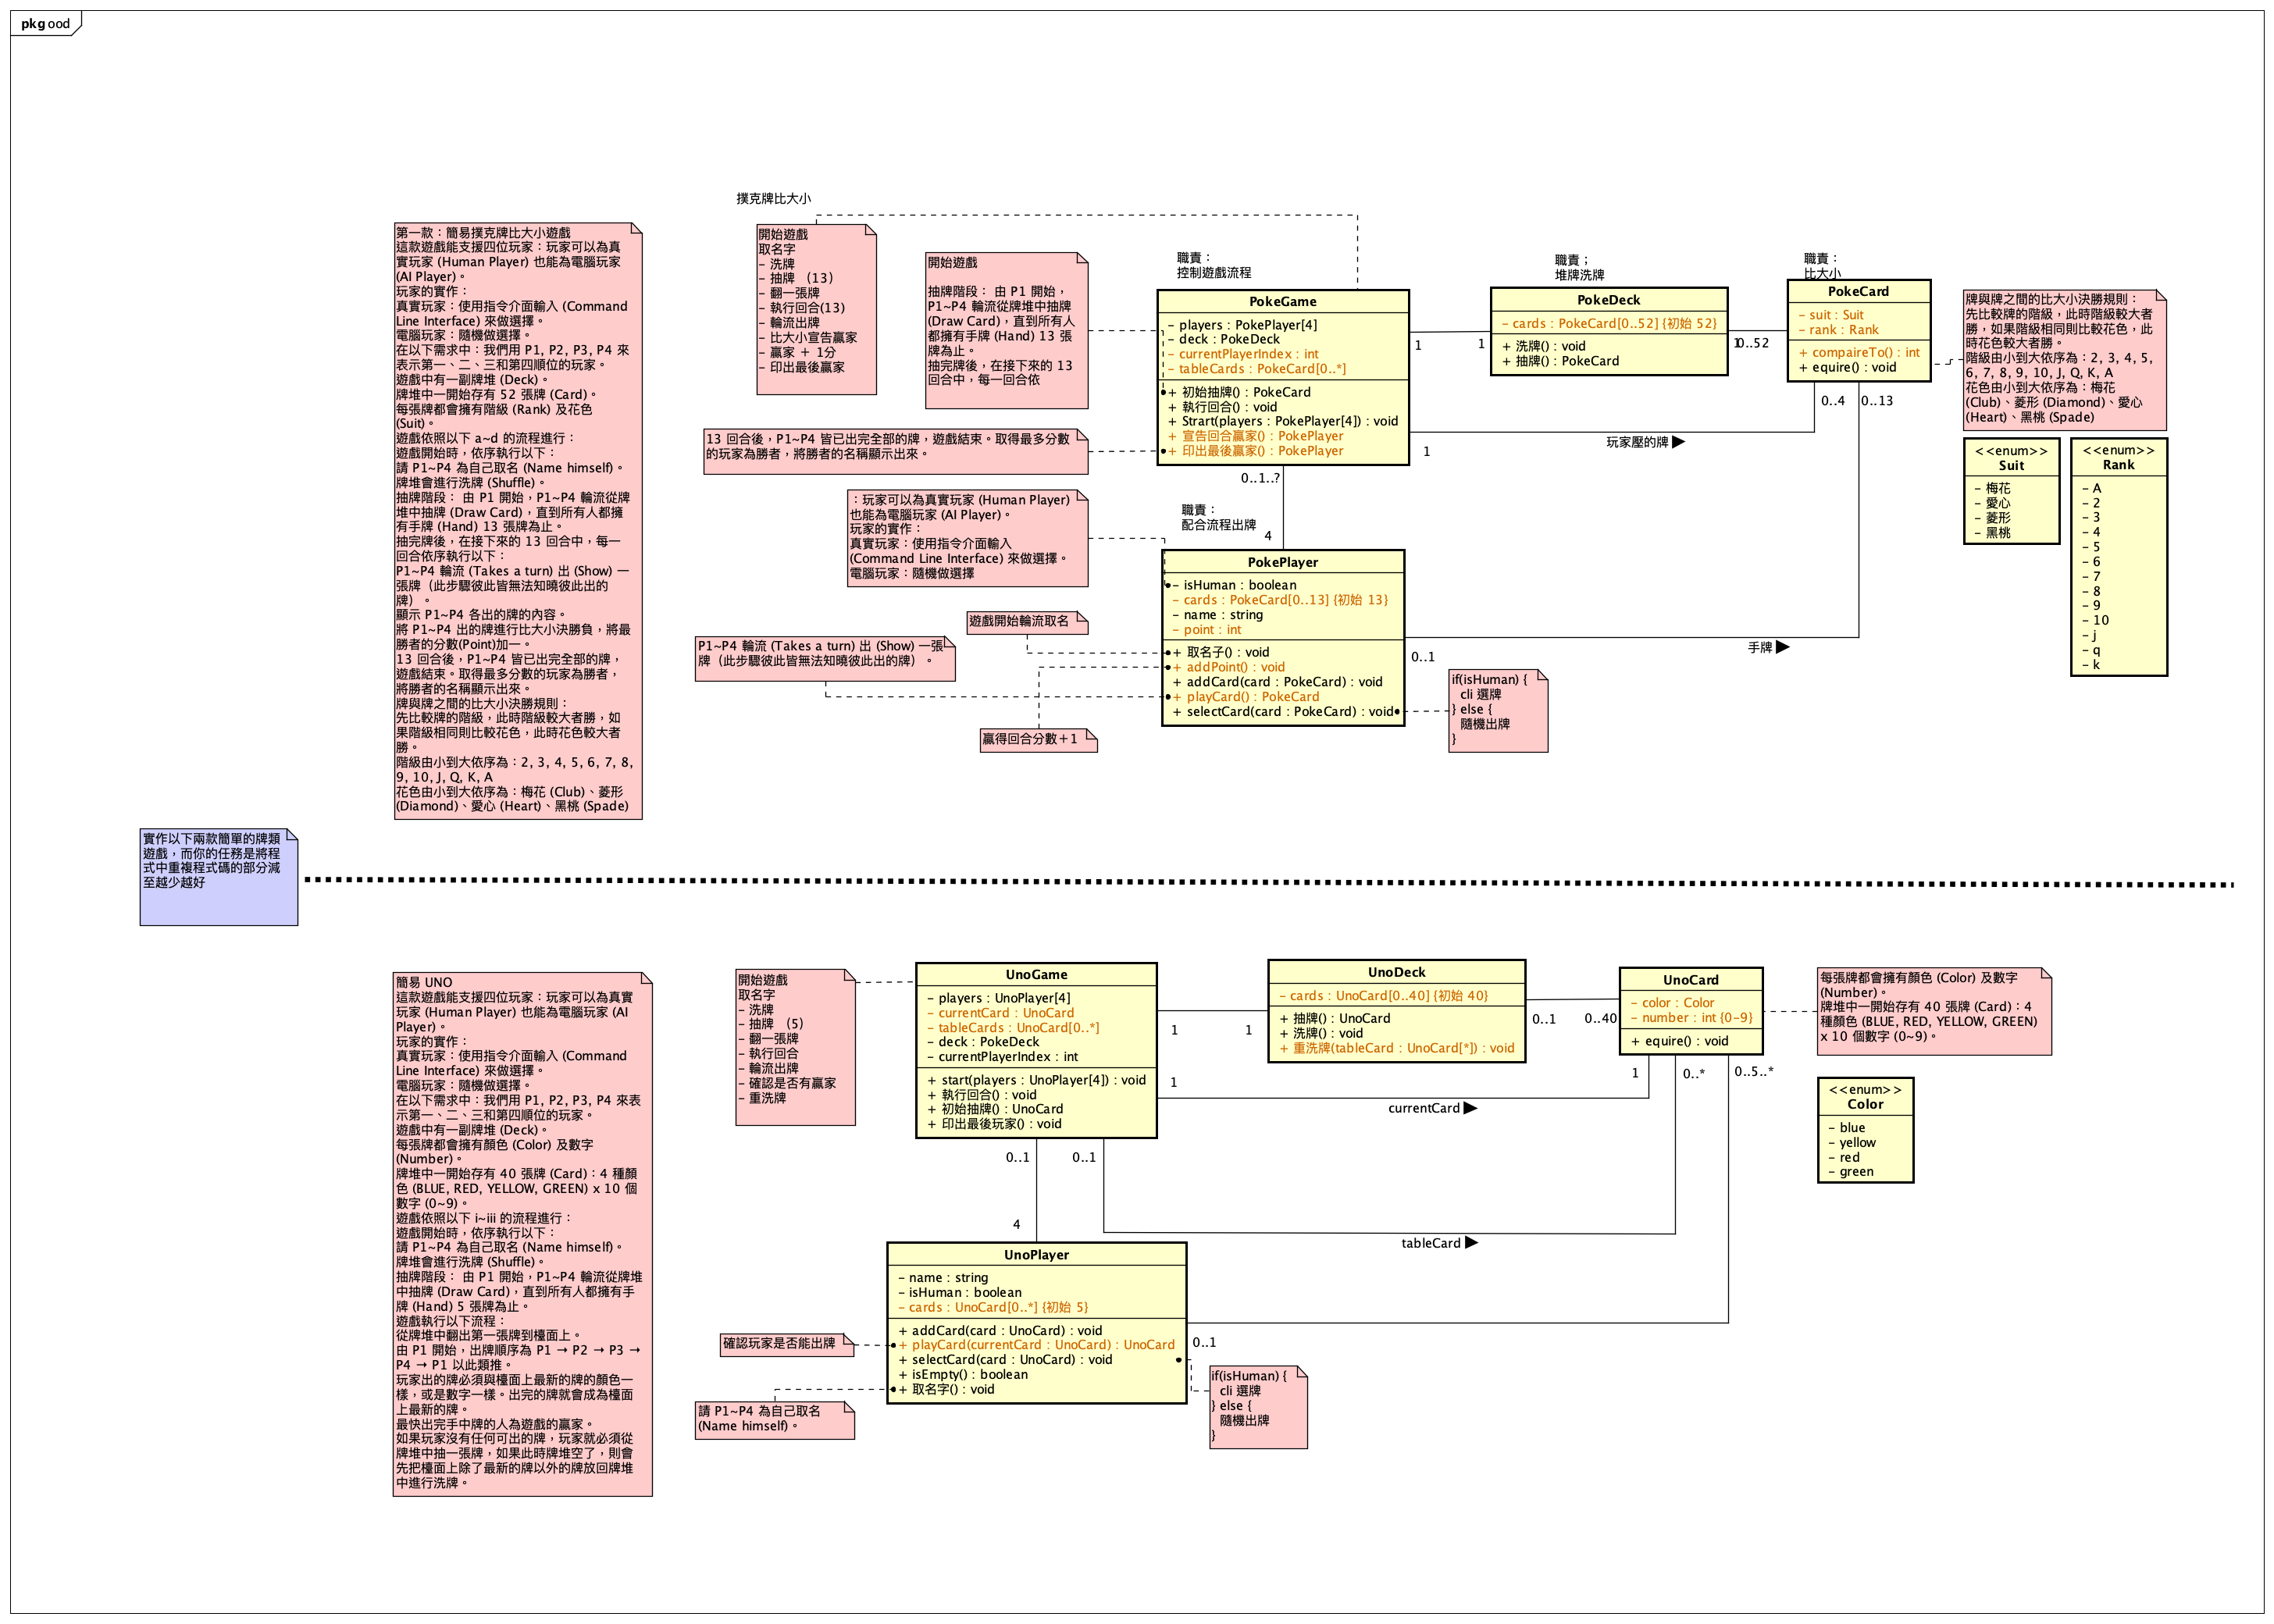 pkg ood
撲克牌比大小
第一款：簡易撲克牌比大小遊戲
這款遊戲能支援四位玩家：玩家可以為真
實玩家 (Human Player) 也能為電腦玩家
(AI Player)。
玩家的實作：
真實玩家：使用指令介面輸入 (Command
Line Interface) 來做選擇。
電腦玩家：隨機做選擇。
在以下需求中：我們用 P1, P2, P3, P4 來
表示第一、二、三和第四順位的玩家。
遊戲中有一副牌堆 (Deck)。
牌堆中一開始存有 52 張牌 (Card)。
每張牌都會擁有階級 (Rank) 及花色
(Suit)。
遊戲依照以下 a~d 的流程進行：
遊戲開始時，依序執行以下：
請 P1~P4 為自己取名 (Name himself)。
牌堆會進行洗牌 (Shuffle)。
抽牌階段： 由 P1 開始，P1~P4 輪流從牌
堆中抽牌 (Draw Card)，直到所有人都擁
有手牌 (Hand) 13 張牌為止。
抽完牌後，在接下來的 13 回合中，每一
回合依序執行以下：
P1~P4 輪流 (Takes a turn) 出 (Show) 一
張牌（此步驟彼此皆無法知曉彼此出的
牌）。
顯示 P1~P4 各出的牌的內容。
將 P1~P4 出的牌進行比大小決勝負，將最
勝者的分數(Point)加一。
13 回合後，P1~P4 皆已出完全部的牌，
遊戲結束。取得最多分數的玩家為勝者，
將勝者的名稱顯示出來。
牌與牌之間的比大小決勝規則：
先比較牌的階級，此時階級較大者勝，如
果階級相同則比較花色，此時花色較大者
勝。
階級由小到大依序為：2, 3, 4, 5, 6, 7, 8,
9, 10, J, Q, K, A
花色由小到大依序為：梅花 (Club)、菱形
(Diamond)、愛心 (Heart)、黑桃 (Spade)
開始遊戲
取名字
– 洗牌
– 抽牌 （13）
– 翻一張牌
– 執行回合(13)
– 輪流出牌
– 比大小宣告贏家
– 贏家 ＋ 1分
– 印出最後贏家
開始遊戲
抽牌階段： 由 P1 開始，
P1~P4 輪流從牌堆中抽牌
(Draw Card)，直到所有人
都擁有手牌 (Hand) 13 張
牌為止。
抽完牌後，在接下來的 13
回合中，每一回合依
13 回合後，P1~P4 皆已出完全部的牌，遊戲結束。取得最多分數
的玩家為勝者，將勝者的名稱顯示出來。
：玩家可以為真實玩家 (Human Player)
也能為電腦玩家 (AI Player)。
玩家的實作：
真實玩家：使用指令介面輸入
(Command Line Interface) 來做選擇。
電腦玩家：隨機做選擇
遊戲開始輪流取名
P1~P4 輪流 (Takes a turn) 出 (Show) 一張
牌（此步驟彼此皆無法知曉彼此出的牌）。
贏得回合分數＋1
職責：
控制遊戲流程
PokeGame
– players : PokePlayer[4]
– deck : PokeDeck
– currentPlayerIndex : int
– tableCards : PokeCard[0..*]
+ 初始抽牌() : PokeCard
+ 執行回合() : void
+ Strart(players : PokePlayer[4]) : void
+ 宣告回合贏家() : PokePlayer
+ 印出最後贏家() : PokePlayer
1
1
職責；
堆牌洗牌
PokeDeck
– cards : PokeCard[0..52] {初始 52}
+ 洗牌() : void
+ 抽牌() : PokeCard
1
0..52
職責：
比大小
PokeCard
– suit : Suit
– rank : Rank
+ compaireTo() : int
+ equire() : void
0..4
0..13
1
玩家壓的牌
牌與牌之間的比大小決勝規則：
先比較牌的階級，此時階級較大者
勝，如果階級相同則比較花色，此
時花色較大者勝。
階級由小到大依序為：2, 3, 4, 5,
6, 7, 8, 9, 10, J, Q, K, A
花色由小到大依序為：梅花
(Club)、菱形 (Diamond)、愛心
(Heart)、黑桃 (Spade)
<<enum>>
Suit
– 梅花
– 愛心
– 菱形
– 黑桃
<<enum>>
Rank
– A
– 2
– 3
– 4
– 5
– 6
– 7
– 8
– 9
– 10
– j
– q
– k
0..1..?
職責：
配合流程出牌
4
PokePlayer
– isHuman : boolean
– cards : PokeCard[0..13] {初始 13}
– name : string
– point : int
+ 取名子() : void
+ addPoint() : void
+ addCard(card : PokeCard) : void
+ playCard() : PokeCard
+ selectCard(card : PokeCard) : void
0..1
手牌
if(isHuman) {
cli 選牌
} else {
隨機出牌
}
實作以下兩款簡單的牌類
遊戲，而你的任務是將程
式中重複程式碼的部分減
至越少越好
簡易 UNO
這款遊戲能支援四位玩家：玩家可以為真實
玩家 (Human Player) 也能為電腦玩家 (AI
Player)。
玩家的實作：
真實玩家：使用指令介面輸入 (Command
Line Interface) 來做選擇。
電腦玩家：隨機做選擇。
在以下需求中：我們用 P1, P2, P3, P4 來表
示第一、二、三和第四順位的玩家。
遊戲中有一副牌堆 (Deck)。
每張牌都會擁有顏色 (Color) 及數字
(Number)。
牌堆中一開始存有 40 張牌 (Card)：4 種顏
色 (BLUE, RED, YELLOW, GREEN) x 10 個
數字 (0~9)。
遊戲依照以下 i~iii 的流程進行：
遊戲開始時，依序執行以下：
請 P1~P4 為自己取名 (Name himself)。
牌堆會進行洗牌 (Shuffle)。
抽牌階段： 由 P1 開始，P1~P4 輪流從牌堆
中抽牌 (Draw Card)，直到所有人都擁有手
牌 (Hand) 5 張牌為止。
遊戲執行以下流程：
從牌堆中翻出第一張牌到檯面上。
由 P1 開始，出牌順序為 P1 → P2 → P3 →
P4 → P1 以此類推。
玩家出的牌必須與檯面上最新的牌的顏色一
樣，或是數字一樣。出完的牌就會成為檯面
上最新的牌。
最快出完手中牌的人為遊戲的贏家。
如果玩家沒有任何可出的牌，玩家就必須從
牌堆中抽一張牌，如果此時牌堆空了，則會
先把檯面上除了最新的牌以外的牌放回牌堆
中進行洗牌。
開始遊戲
取名字
– 洗牌
– 抽牌 （5）
– 翻一張牌
– 執行回合
– 輪流出牌
– 確認是否有贏家
– 重洗牌
UnoGame
– players : UnoPlayer[4]
– currentCard : UnoCard
– tableCards : UnoCard[0..*]
– deck : PokeDeck
– currentPlayerIndex : int
+ start(players : UnoPlayer[4]) : void
+ 執行回合() : void
+ 初始抽牌() : UnoCard
+ 印出最後玩家() : void
1
1
UnoDeck
– cards : UnoCard[0..40] {初始 40}
+ 抽牌() : UnoCard
+ 洗牌() : void
+ 重洗牌(tableCard : UnoCard[*]) : void
0..1
0..40
UnoCard
– color : Color
– number : int {0–9}
+ equire() : void
每張牌都會擁有顏色 (Color) 及數字
(Number)。
牌堆中一開始存有 40 張牌 (Card)：4
種顏色 (BLUE, RED, YELLOW, GREEN)
x 10 個數字 (0~9)。
<<enum>>
Color
– blue
– yellow
– red
– green
1
1
0..*
0..5..*
currentCard
0..1
0..1
4
tableCard
UnoPlayer
– name : string
– isHuman : boolean
– cards : UnoCard[0..*] {初始 5}
+ addCard(card : UnoCard) : void
+ playCard(currentCard : UnoCard) : UnoCard
+ selectCard(card : UnoCard) : void
+ isEmpty() : boolean
+ 取名字() : void
0..1
確認玩家是否能出牌
請 P1~P4 為自己取名
(Name himself)。
if(isHuman) {
cli 選牌
} else {
隨機出牌
}